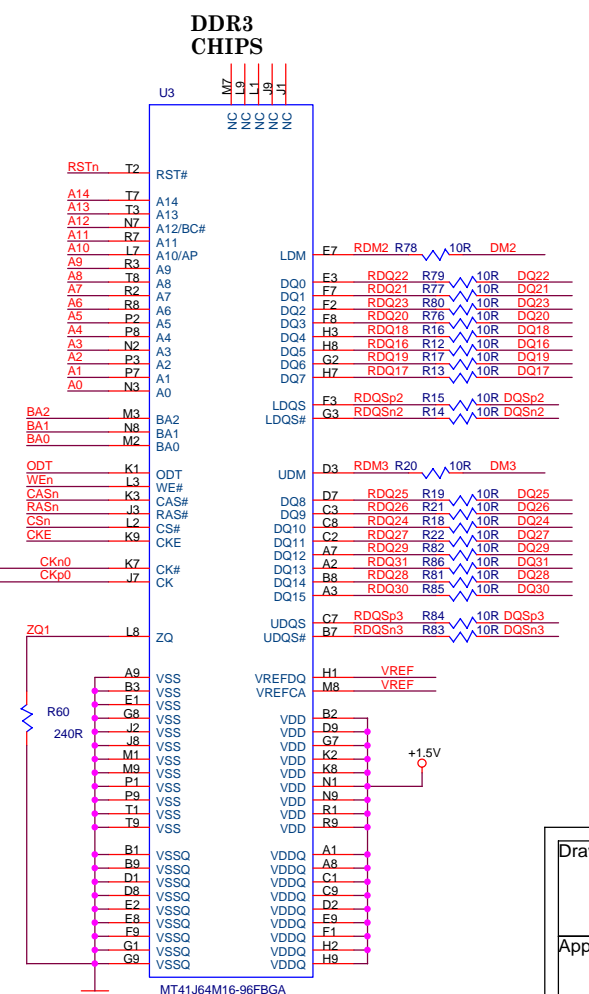 DDR3
CHIPS
U3
M7 L9 L1 J9 J1
NC NC NC NC NC
RSTn T2 RST#
A14 T7 A14
A13 T3 A13
A12 N7 A12/BC#
A11 R7 A11
A10 L7 A10/AP
A9 R3 A9
A8 T8 A8
A7 R2 A7
A6 R8 A6
A5 P2 A5
A4 P8 A4
A3 N2 A3
A2 P3 A2
A1 P7 A1
A0 N3 A0
BA2 M3 BA2
BA1 N8 BA1
BA0 M2 BA0
ODT K1 ODT
WEn L3 WE#
CASn K3 CAS#
RASn J3 RAS#
CSn L2 CS#
CKE K9 CKE
CKn0 K7 CK#
CKp0 J7 CK
ZQ1 L8 ZQ
R60
240R
A9 VSS
B3 VSS
E1 VSS
G8 VSS
J2 VSS
J8 VSS
M1 VSS
M9 VSS
P1 VSS
P9 VSS
T1 VSS
T9 VSS
B1 VSSQ
B9 VSSQ
D1 VSSQ
D8 VSSQ
E2 VSSQ
E8 VSSQ
F9 VSSQ
G1 VSSQ
G9 VSSQ
LDM E7 RDM2 R78 10R DM2
DQ0 E3 RDQ22 R79 10R DQ22
DQ1 F7 RDQ21 R77 10R DQ21
DQ2 F2 RDQ23 R80 10R DQ23
DQ3 F8 RDQ20 R76 10R DQ20
DQ4 H3 RDQ18 R16 10R DQ18
DQ5 H8 RDQ16 R12 10R DQ16
DQ6 G2 RDQ19 R17 10R DQ19
DQ7 H7 RDQ17 R13 10R DQ17
LDQS F3 RDQSp2 R15 10R DQSp2
LDQS# G3 RDQSn2 R14 10R DQSn2
UDM D3 RDM3 R20 10R DM3
DQ8 D7 RDQ25 R19 10R DQ25
DQ9 C3 RDQ26 R21 10R DQ26
DQ10 C8 RDQ24 R18 10R DQ24
DQ11 C2 RDQ27 R22 10R DQ27
DQ12 A7 RDQ29 R82 10R DQ29
DQ13 A2 RDQ31 R86 10R DQ31
DQ14 B8 RDQ28 R81 10R DQ28
DQ15 A3 RDQ30 R85 10R DQ30
UDQS C7 RDQSp3 R84 10R DQSp3
UDQS# B7 RDQSn3 R83 10R DQSn3
VREFDQ H1 VREF
VREFCA M8 VREF
VDD B2
VDD D9
VDD G7
VDD K2
VDD K8
VDD N1
VDD N9
VDD R1
VDD R9
+1.5V
VDDQ A1
VDDQ A8
VDDQ C1
VDDQ C9
VDDQ D2
VDDQ E9
VDDQ F1
VDDQ H2
VDDQ H9
MT41J64M16-96FBGA
Dra
App